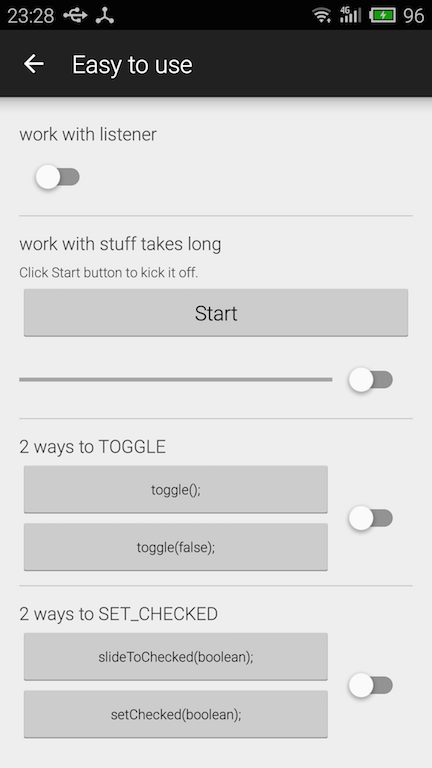 23:28 4G 96
Easy to use
work with listener
work with stuff takes long
Click Start button to kick it off.
Start
2 ways to TOGGLE
toggle();
toggle(false);
2 ways to SET_CHECKED
slideToChecked(boolean);
setChecked(boolean);